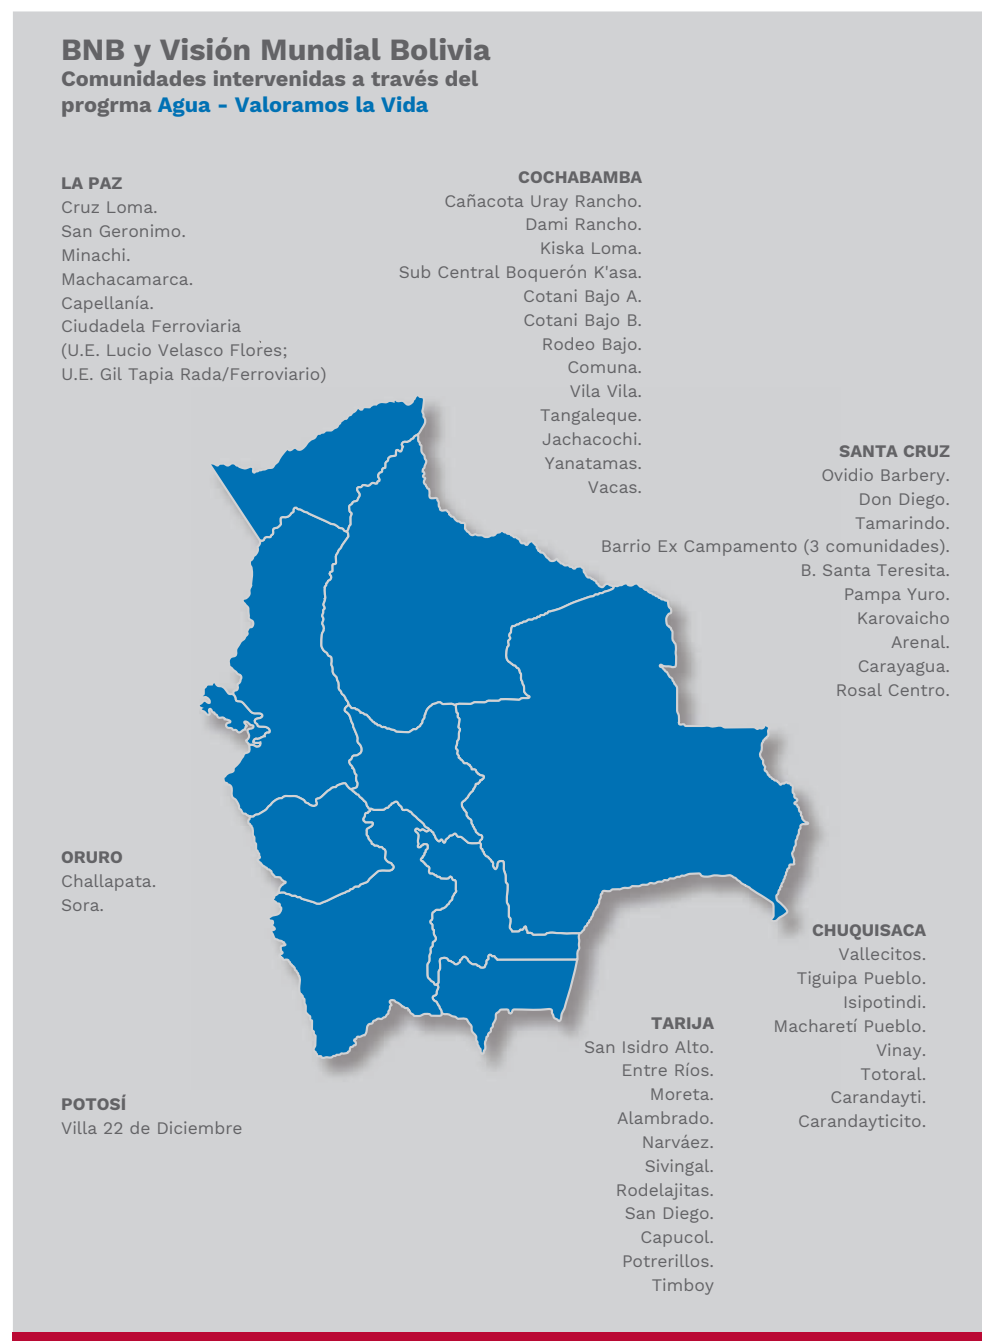 BNB y Visión Mundial Bolivia
Comunidades intervenidas a través del
progrma Agua - Valoramos la Vida
LA PAZ
Cruz Loma.
San Geronimo.
Minachi.
Machacamarca.
Capellanía.
Ciudadela Ferroviaria
(U.E. Lucio Velasco Flores;
U.E. Gil Tapia Rada/Ferroviario)
COCHABAMBA
Cañacota Uray Rancho.
Dami Rancho.
Kiska Loma.
Sub Central Boquerón K'asa.
Cotani Bajo A.
Cotani Bajo B.
Rodeo Bajo.
Comuna.
Vila Vila.
Tangaleque.
Jachacochi.
Yanatamas.
Vacas.
SANTA CRUZ
Ovidio Barbery.
Don Diego.
Tamarindo.
Barrio Ex Campamento (3 comunidades).
B. Santa Teresita.
Pampa Yuro.
Karovaicho
Arenal.
Carayagua.
Rosal Centro.
ORURO
Challapata.
Sora.
CHUQUISACA
Vallecitos.
Tiguipa Pueblo.
Isipotindi.
Macharetí Pueblo.
Vinay.
Totoral.
Carandayti.
Carandayticito.
TARIJA
San Isidro Alto.
Entre Ríos.
Moreta.
Alambrado.
Narváez.
Sivingal.
Rodelajitas.
San Diego.
Capucol.
Potrerillos.
Timboy
POTOSÍ
Villa 22 de Diciembre